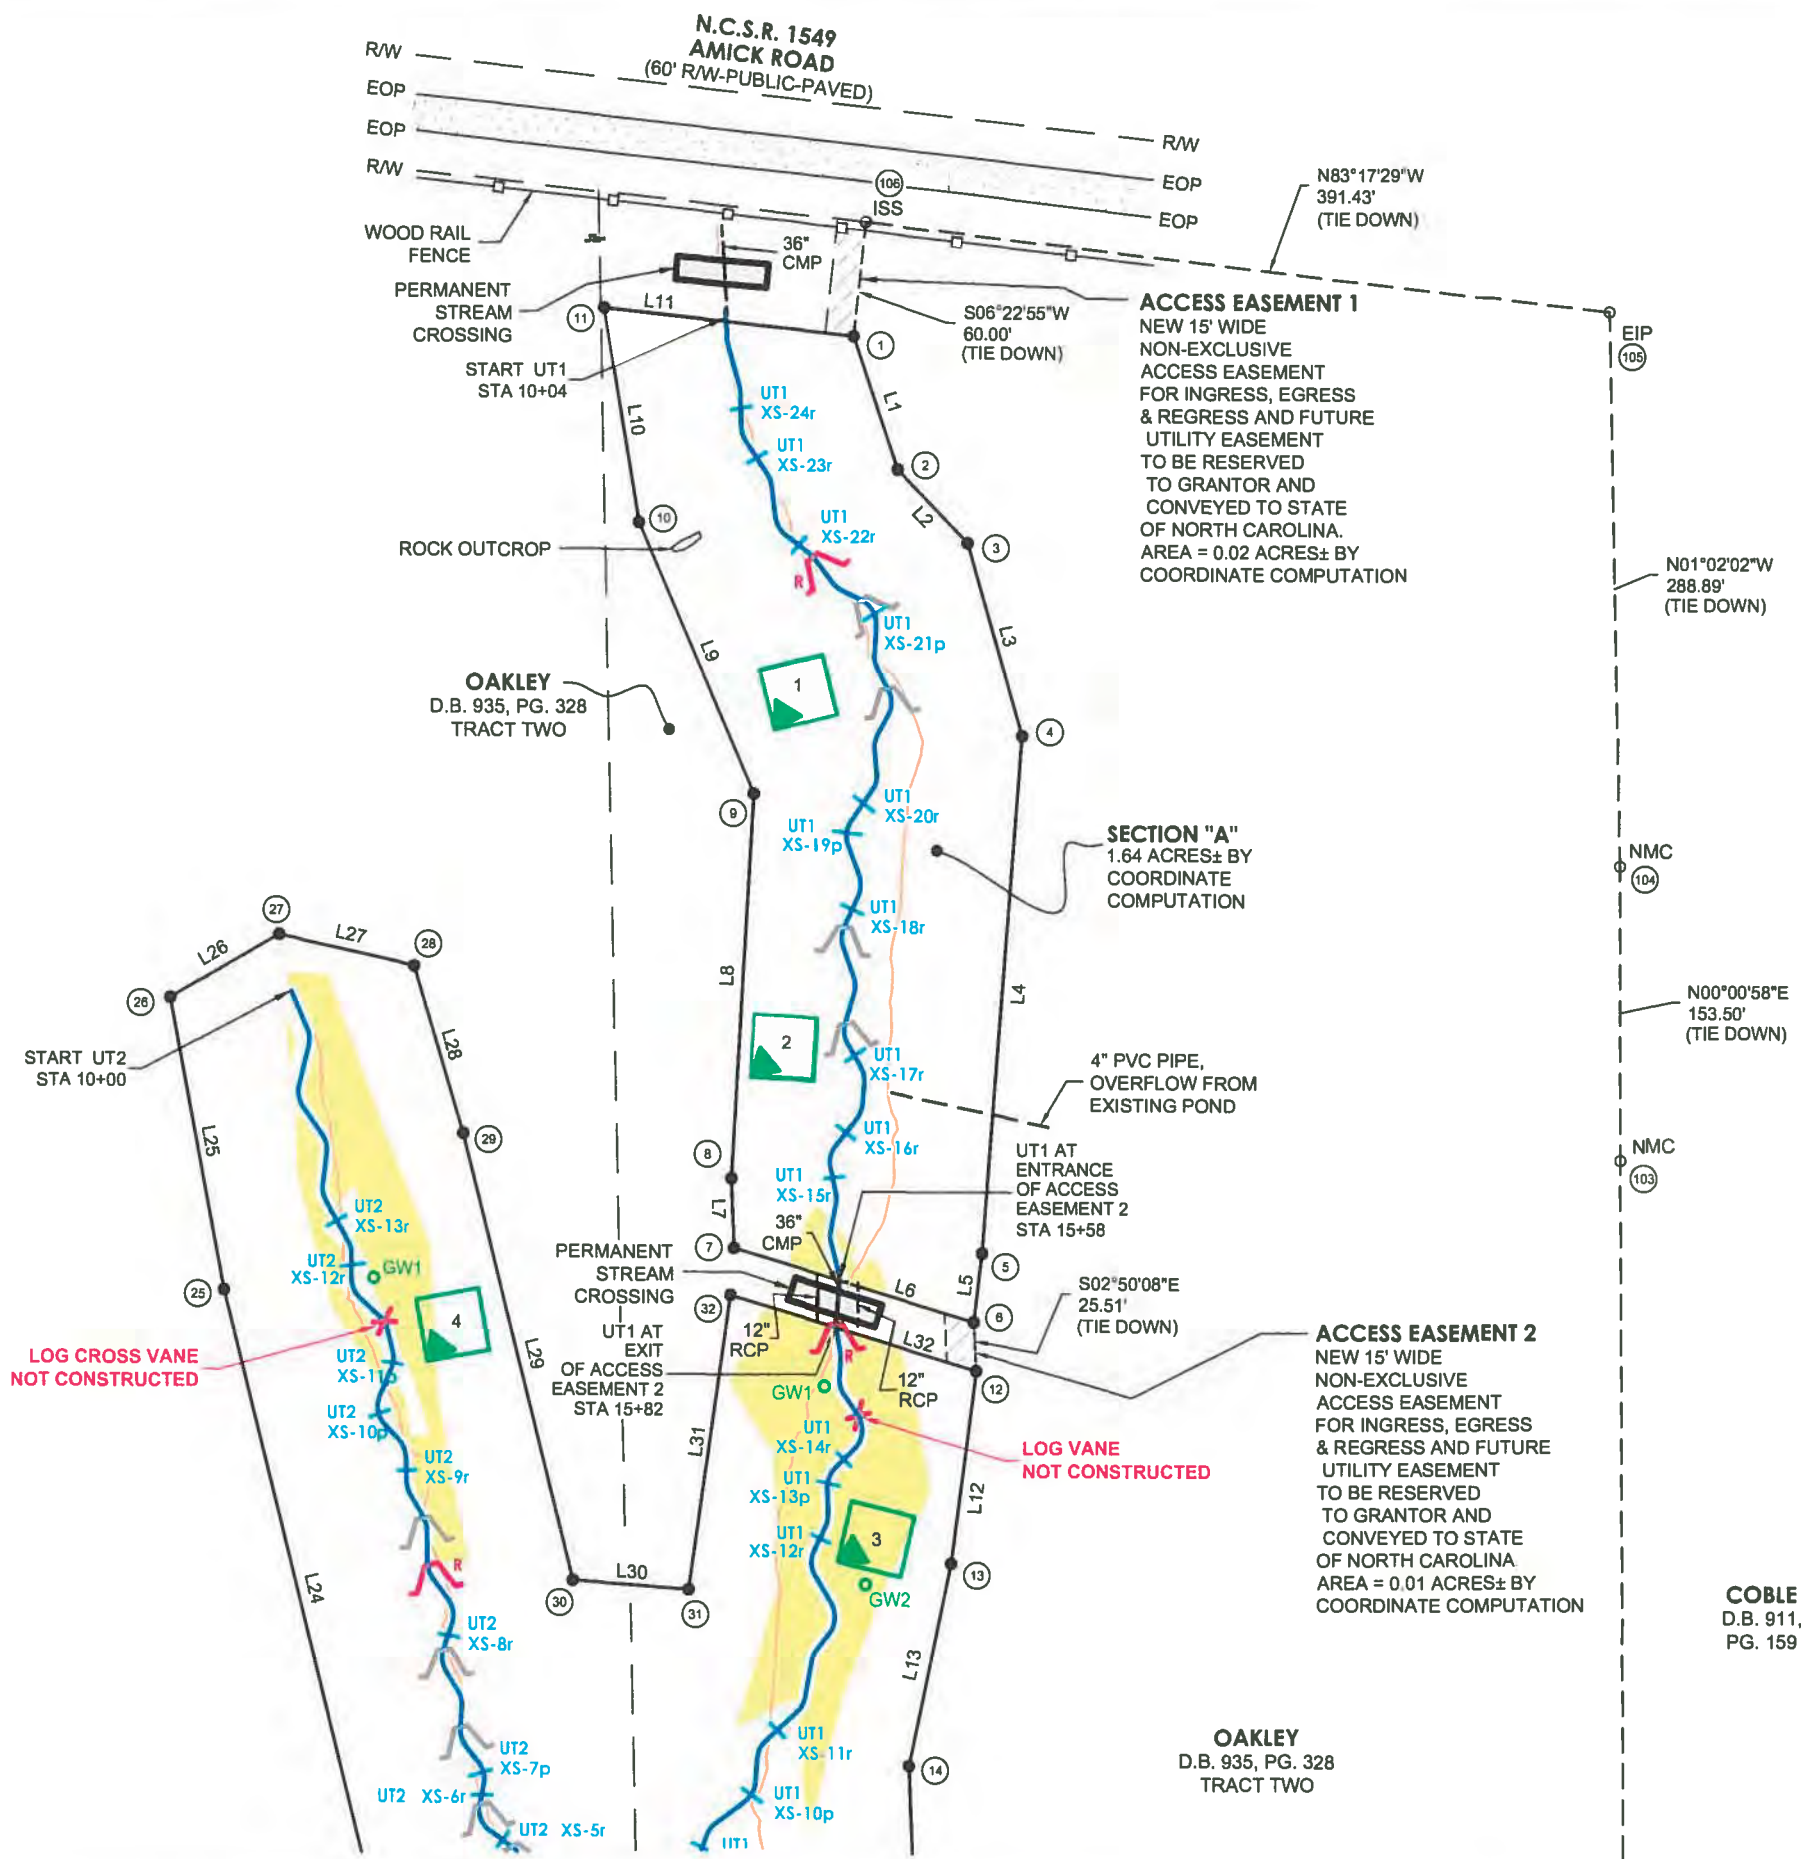 N.C.S.R. 1549
AMICK ROAD
(60' R/W-PUBLIC-PAVED)
R/W
EOP
EOP
R/W
R/W
EOP
EOP
106
ISS
N83°17'29"W
391.43'
(TIE DOWN)
WOOD RAIL
FENCE
36"
CMP
PERMANENT
STREAM
CROSSING
L11
11
S06°22'55"W
60.00'
(TIE DOWN)
1
ACCESS EASEMENT 1
NEW 15' WIDE
NON-EXCLUSIVE
ACCESS EASEMENT
FOR INGRESS, EGRESS
& REGRESS AND FUTURE
UTILITY EASEMENT
TO BE RESERVED
TO GRANTOR AND
CONVEYED TO STATE
OF NORTH CAROLINA.
AREA = 0.02 ACRES± BY
COORDINATE COMPUTATION
EIP
105
START UT1
STA 10+04
L10
L1
UT1
XS-24r
UT1
XS-23r
2
L2
10
UT1
XS-22r
3
ROCK OUTCROP
R
N01°02'02"W
288.89'
(TIE DOWN)
UT1
XS-21p
L3
L9
1
OAKLEY
D.B. 935, PG. 328
TRACT TWO
4
9
UT1
XS-20r
UT1
XS-19p
SECTION "A"
1.64 ACRES± BY
COORDINATE
COMPUTATION
NMC
104
UT1
XS-18r
27
L26
L27
28
26
L8
L4
N00°00'58"E
153.50'
(TIE DOWN)
START UT2
STA 10+00
L28
2
UT1
XS-17r
4" PVC PIPE,
OVERFLOW FROM
EXISTING POND
L25
29
UT1
XS-16r
8
UT1
XS-15r
UT1 AT
ENTRANCE
OF ACCESS
EASEMENT 2
STA 15+58
NMC
103
L7
UT2
XS-13r
7
36"
CMP
PERMANENT
STREAM
CROSSING
UT2
XS-12r
GW1
5
L6
L5
S02°50'08"E
25.51'
(TIE DOWN)
25
32
6
4
12"
RCP
L32
UT1 AT
EXIT
OF ACCESS
EASEMENT 2
STA 15+82
R
LOG CROSS VANE
NOT CONSTRUCTED
UT2
XS-11p
L29
GW1
12"
RCP
12
ACCESS EASEMENT 2
NEW 15' WIDE
NON-EXCLUSIVE
ACCESS EASEMENT
FOR INGRESS, EGRESS
& REGRESS AND FUTURE
UTILITY EASEMENT
TO BE RESERVED
TO GRANTOR AND
CONVEYED TO STATE
OF NORTH CAROLINA
AREA = 0.01 ACRES± BY
COORDINATE COMPUTATION
UT2
XS-10p
L31
UT1
XS-14r
LOG VANE
NOT CONSTRUCTED
UT2
XS-9r
UT1
XS-13p
L12
UT1
XS-12r
3
R
L24
L30
30
31
13
GW2
COBLE
D.B. 911,
PG. 159
UT2
XS-8r
L13
UT1
XS-11r
OAKLEY
D.B. 935, PG. 328
TRACT TWO
UT2
XS-7p
14
UT2 XS-6r
UT1
XS-10p
UT2 XS-5r
UT1